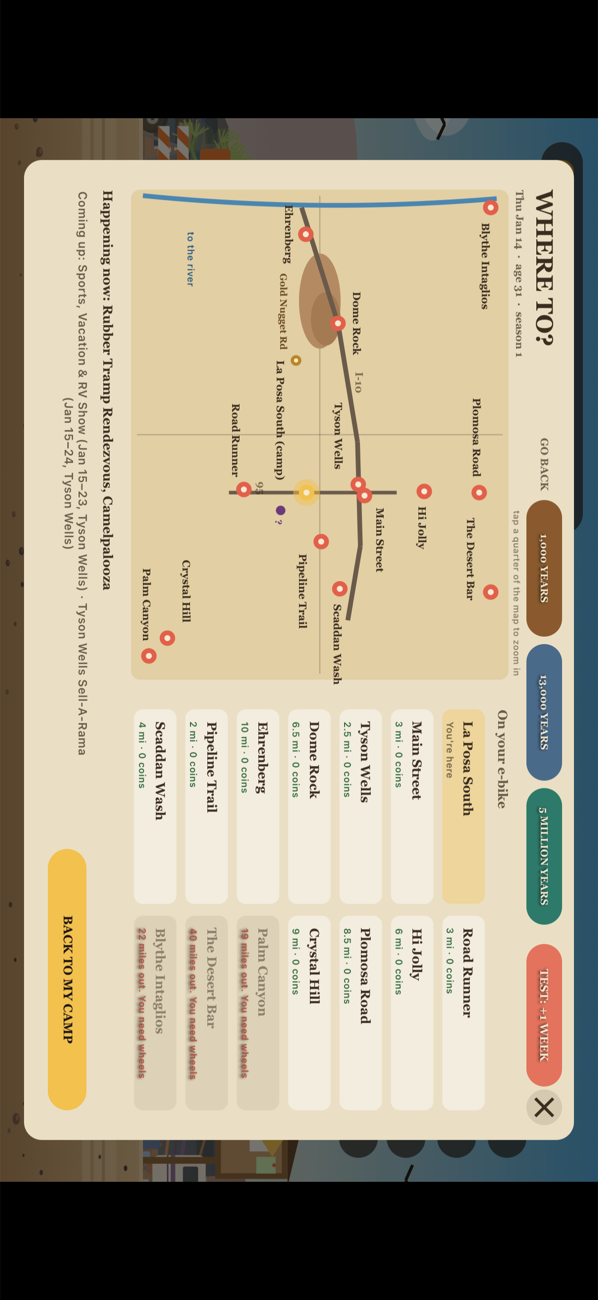 WHERE TO?
Thu Jan 14 · age 31 · season 1
GO BACK
1,000 YEARS
13,000 YEARS
5 MILLION YEARS
TEST: +1 WEEK
tap a quarter of the map to zoom in
Blythe Intaglios
Plomosa Road
The Desert Bar
Hi Jolly
Dome Rock
I-10
Tyson Wells
Main Street
Scaddan Wash
Ehrenberg
Gold Nugget Rd
La Posa South (camp)
Pipeline Trail
?
95
Road Runner
to the river
Crystal Hill
Palm Canyon
On your e-bike
La Posa South
You're here
Road Runner
3 mi · 0 coins
Main Street
3 mi · 0 coins
Hi Jolly
6 mi · 0 coins
Tyson Wells
2.5 mi · 0 coins
Plomosa Road
8.5 mi · 0 coins
Dome Rock
6.5 mi · 0 coins
Crystal Hill
9 mi · 0 coins
Ehrenberg
10 mi · 0 coins
Palm Canyon
19 miles out. You need wheels
Pipeline Trail
2 mi · 0 coins
The Desert Bar
40 miles out. You need wheels
Scaddan Wash
4 mi · 0 coins
Blythe Intaglios
22 miles out. You need wheels
Happening now: Rubber Tramp Rendezvous, Camelpalooza
Coming up: Sports, Vacation & RV Show (Jan 15–23, Tyson Wells) · Tyson Wells Sell-A-Rama
(Jan 15–24, Tyson Wells)
BACK TO MY CAMP